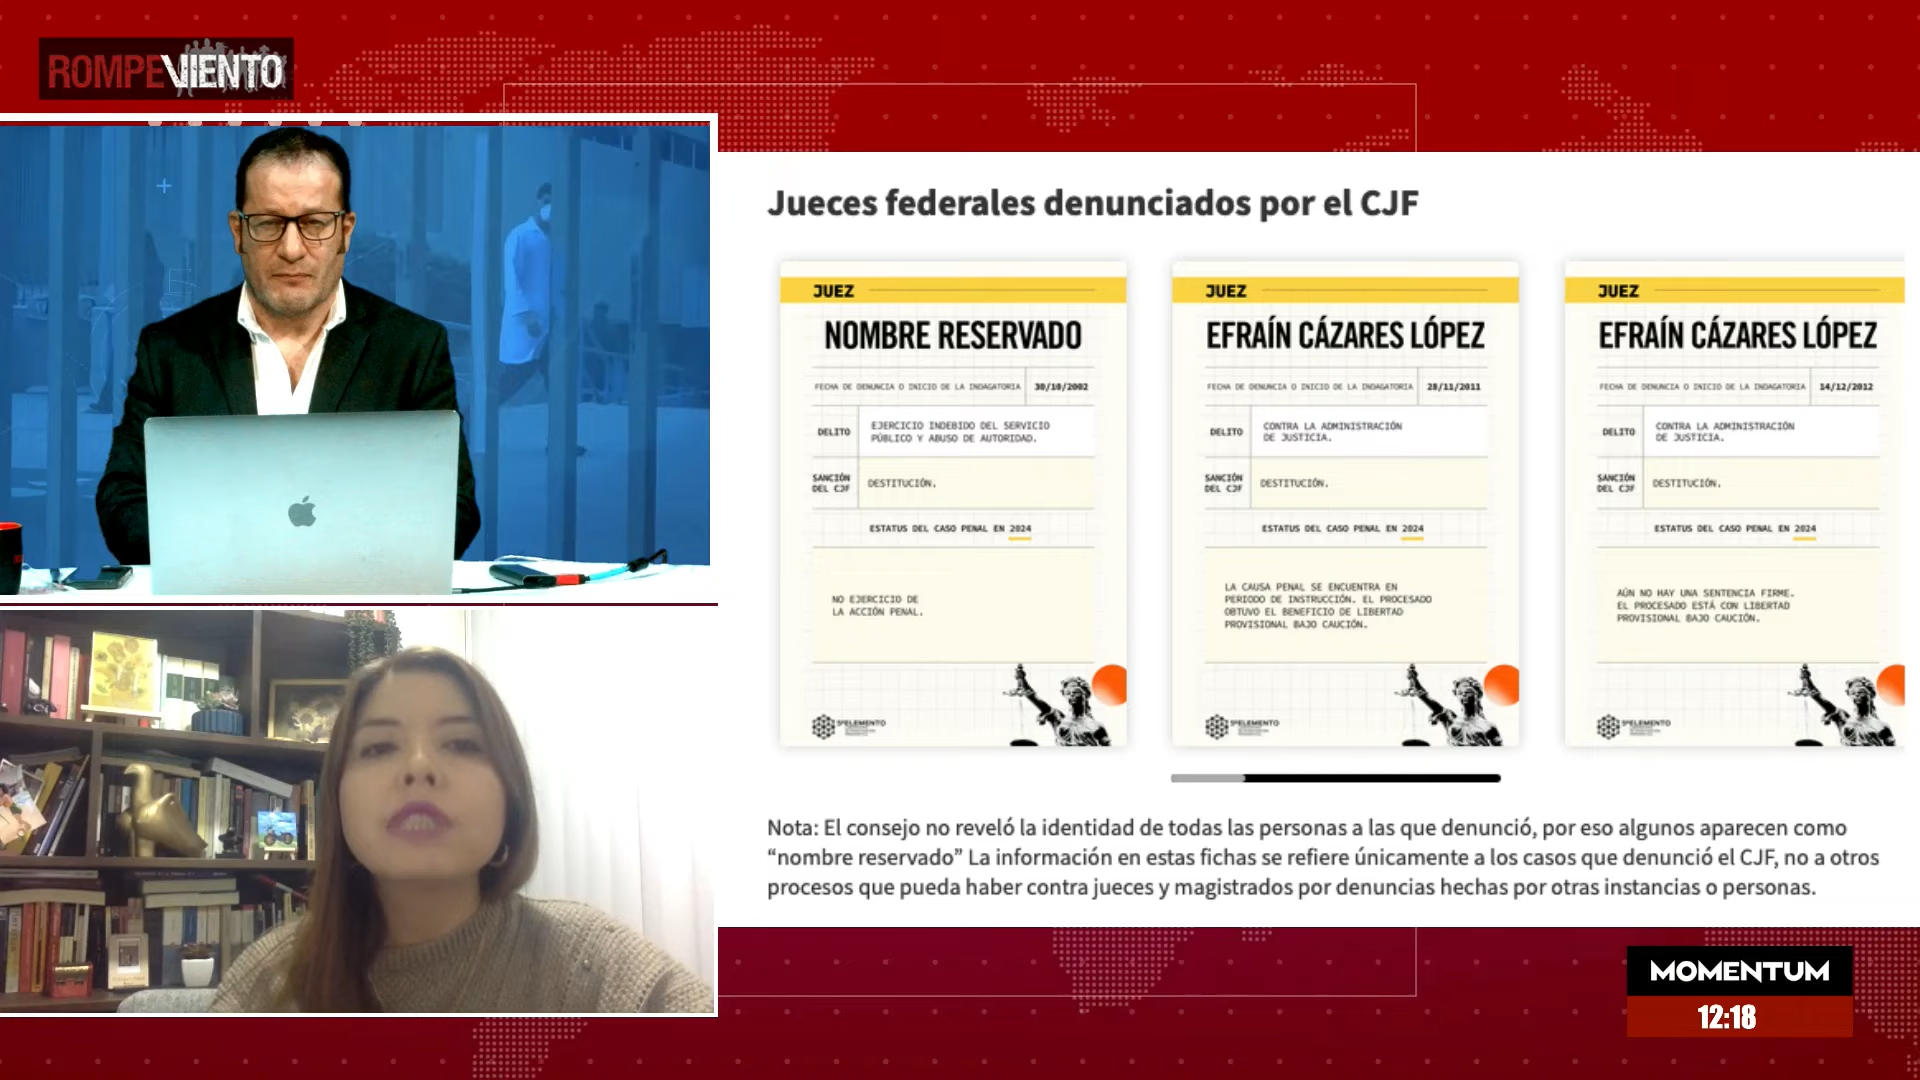 ROMPEVIENTO
Jueces federales denunciados por el CJF
JUEZ
NOMBRE RESERVADO
FECHA DE DENUNCIA O INICIO DE LA INDAGATORIA 30/10/2002
DELITO
EJERCICIO INDEBIDO DEL SERVICIO
PÚBLICO Y ABUSO DE AUTORIDAD.
SANCIÓN
DEL CJF
DESTITUCIÓN.
ESTATUS DEL CASO PENAL EN 2024
NO EJERCICIO DE
LA ACCIÓN PENAL.
5ºELEMENTO
JUEZ
EFRAÍN CÁZARES LÓPEZ
FECHA DE DENUNCIA O INICIO DE LA INDAGATORIA 28/11/2011
DELITO
CONTRA LA ADMINISTRACIÓN
DE JUSTICIA.
SANCIÓN
DEL CJF
DESTITUCIÓN.
ESTATUS DEL CASO PENAL EN 2024
LA CAUSA PENAL SE ENCUENTRA EN
PERIODO DE INSTRUCCIÓN. EL PROCESADO
OBTUVO EL BENEFICIO DE LIBERTAD
PROVISIONAL BAJO CAUCIÓN.
5ºELEMENTO
JUEZ
EFRAÍN CÁZARES LÓPEZ
FECHA DE DENUNCIA O INICIO DE LA INDAGATORIA 14/12/2012
DELITO
CONTRA LA ADMINISTRACIÓN
DE JUSTICIA.
SANCIÓN
DEL CJF
DESTITUCIÓN.
ESTATUS DEL CASO PENAL EN 2024
AÚN NO HAY UNA SENTENCIA FIRME.
EL PROCESADO ESTÁ CON LIBERTAD
PROVISIONAL BAJO CAUCIÓN.
5ºELEMENTO
Nota: El consejo no reveló la identidad de todas las personas a las que denunció, por eso algunos aparecen como
“nombre reservado” La información en estas fichas se refiere únicamente a los casos que denunció el CJF, no a otros
procesos que pueda haber contra jueces y magistrados por denuncias hechas por otras instancias o personas.
MOMENTUM
12:18